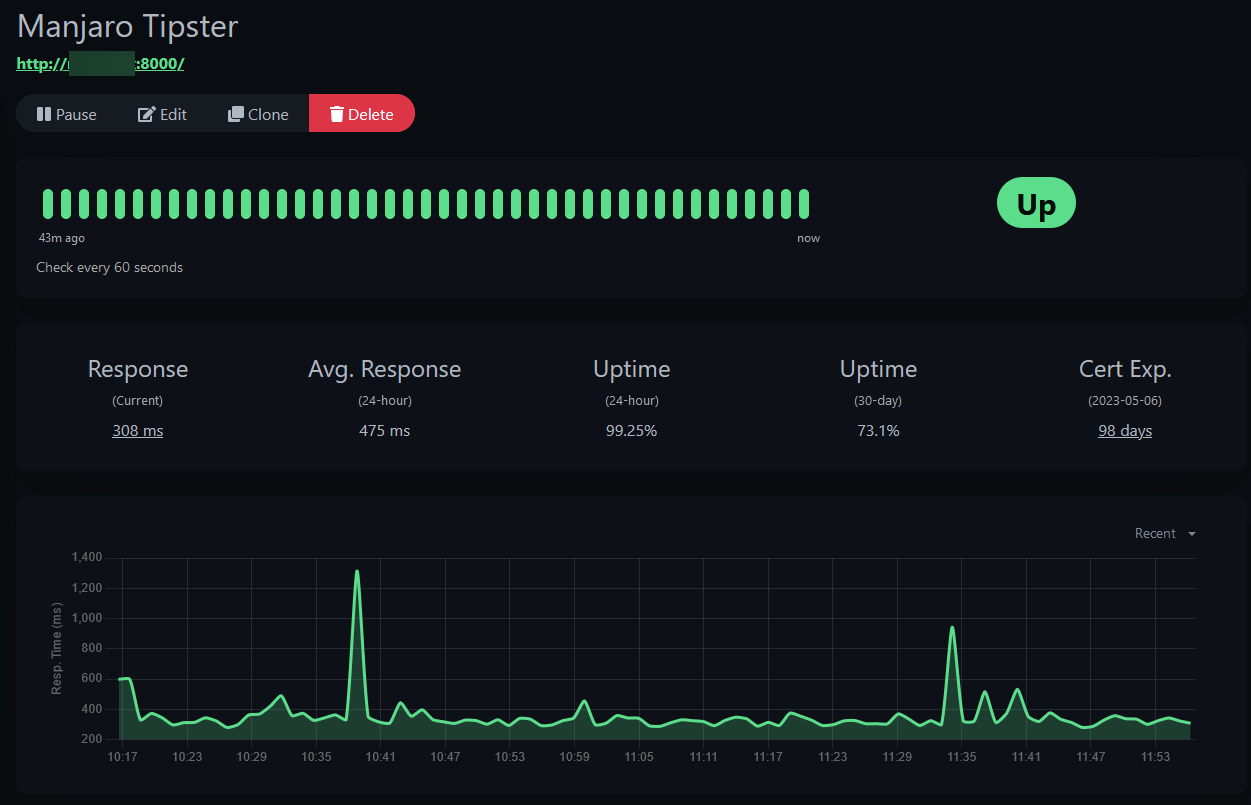 Manjaro Tipster
http:// :8000/
Pause Edit Clone Delete
Up
43m ago now
Check every 60 seconds
Response Avg. Response Uptime Uptime Cert Exp.
(Current) (24-hour) (24-hour) (30-day) (2023-05-06)
308 ms 475 ms 99.25% 73.1% 98 days
Recent
Resp. Time (ms)
1,400
1,200
1,000
800
600
400
200
10:17 10:23 10:29 10:35 10:41 10:47 10:53 10:59 11:05 11:11 11:17 11:23 11:29 11:35 11:41 11:47 11:53